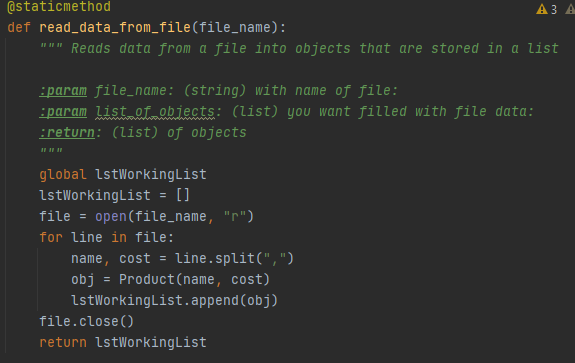 @staticmethod
3
def read_data_from_file(file_name):
    """ Reads data from a file into objects that are stored in a list
    :param file_name: (string) with name of file:
    :param list_of_objects: (list) you want filled with file data:
    :return: (list) of objects
    """
    global lstWorkingList
    lstWorkingList = []
    file = open(file_name, "r")
    for line in file:
        name, cost = line.split(",")
        obj = Product(name, cost)
        lstWorkingList.append(obj)
    file.close()
    return lstWorkingList